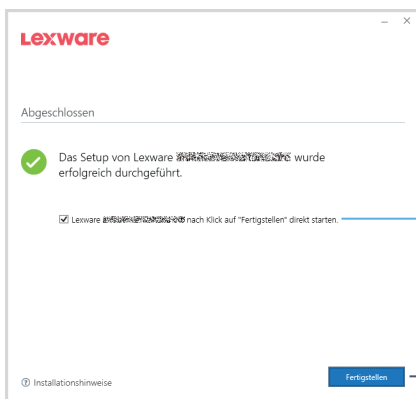 Lexware
Abgeschlossen
Das Setup von Lexware wurde
erfolgreich durchgeführt.
Lexware nach Klick auf "Fertigstellen" direkt starten.
Installationshinweise
Fertigstellen